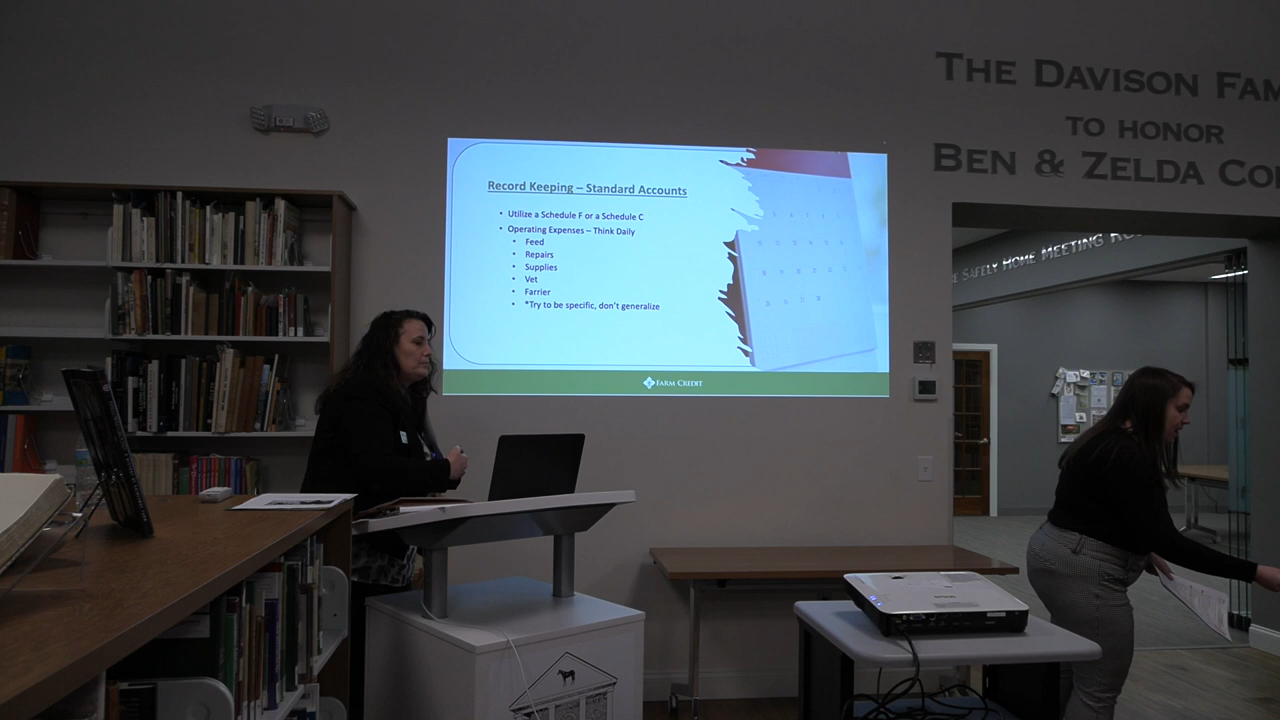 THE DAVISON FAM
TO HONOR
BEN & ZELDA CO
E SAFELY HOME MEETING RO
Record Keeping – Standard Accounts
• Utilize a Schedule F or a Schedule C
• Operating Expenses – Think Daily
• Feed
• Repairs
• Supplies
• Vet
• Farrier
• *Try to be specific, don't generalize
FARM CREDIT
EPSON